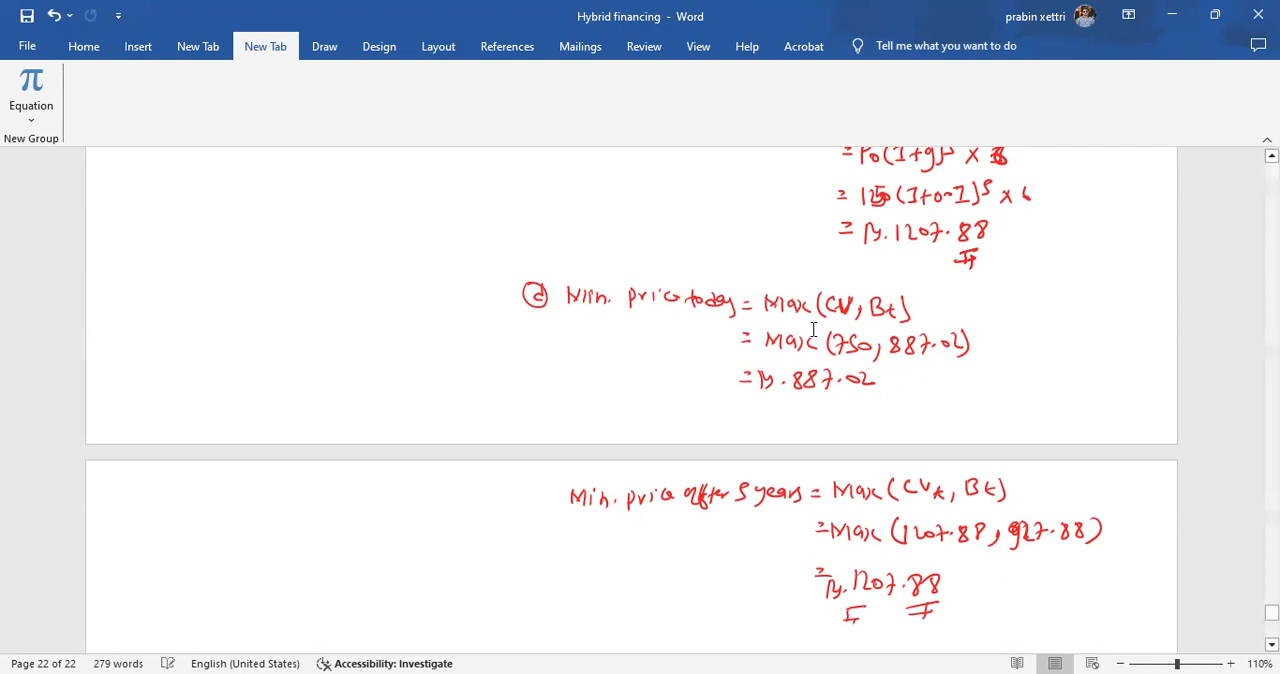 Hybrid financing - Word
prabin xettri
File Home Insert New Tab New Tab Draw Design Layout References Mailings Review View Help Acrobat Tell me what you want to do
π
Equation
New Group
= P0(1+g)^5 ×
= 150(1+0.1)^5 × 6
= Rs.1207.88
d Min. price today = Max(CV, Bt)
= Max(750, 887.02)
= Rs.887.02
Min. price after 5 years = Max(CVt, Bt)
= Max(1207.88, 927.88)
= Rs.1207.88
Page 22 of 22 279 words English (United States) Accessibility: Investigate 110%